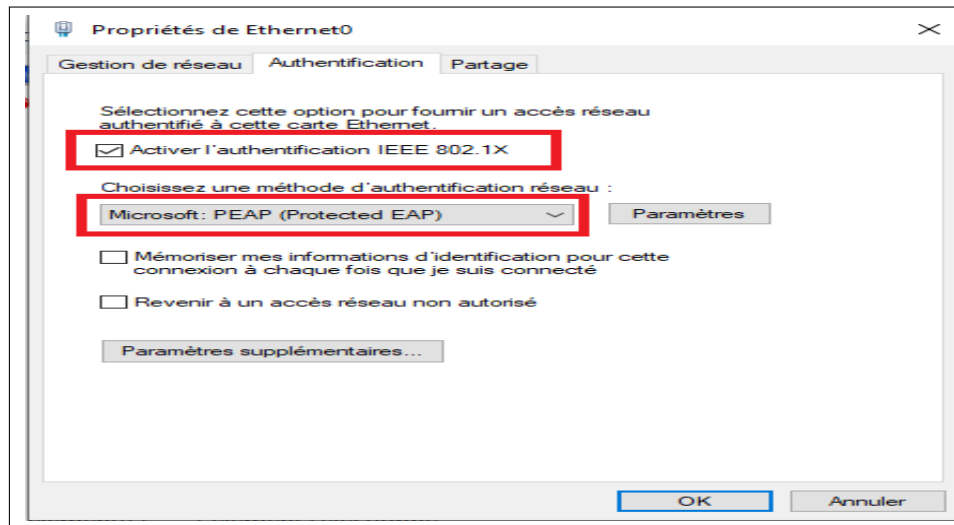 Propriétés de Ethernet0
Gestion de réseau Authentification Partage
Sélectionnez cette option pour fournir un accès réseau
authentifié à cette carte Ethernet.
Activer l'authentification IEEE 802.1X
Choisissez une méthode d'authentification réseau :
Microsoft: PEAP (Protected EAP) Paramètres
Mémoriser mes informations d'identification pour cette
connexion à chaque fois que je suis connecté
Revenir à un accès réseau non autorisé
Paramètres supplémentaires...
OK Annuler